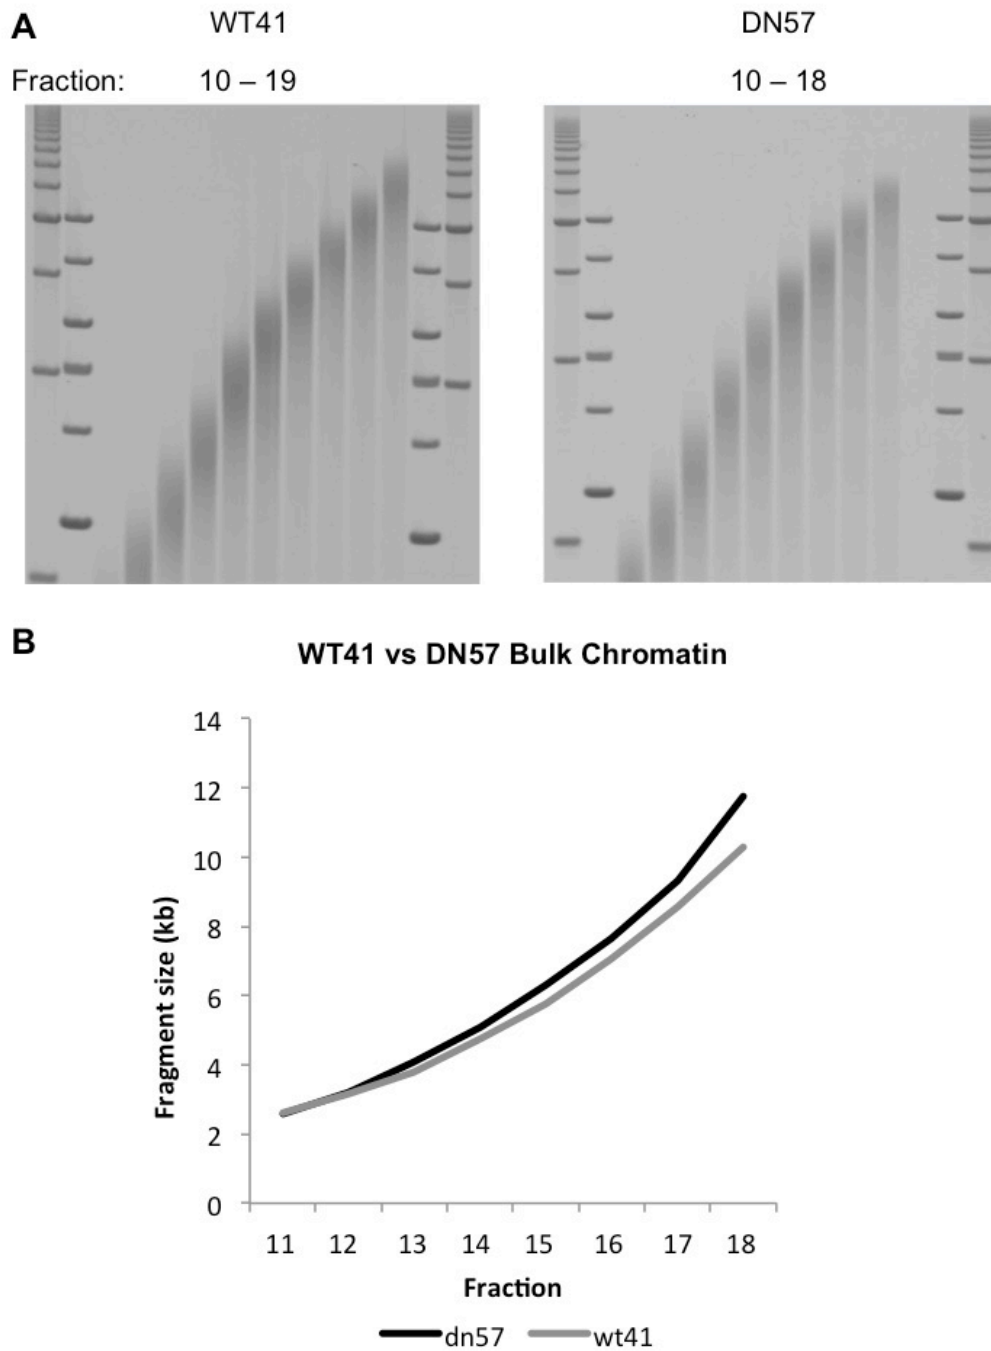 A
WT41
DN57
Fraction:
10 – 19
10 – 18
B
WT41 vs DN57 Bulk Chromatin
Fragment size (kb)
14
12
10
8
6
4
2
0
11 12 13 14 15 16 17 18
Fraction
dn57 wt41